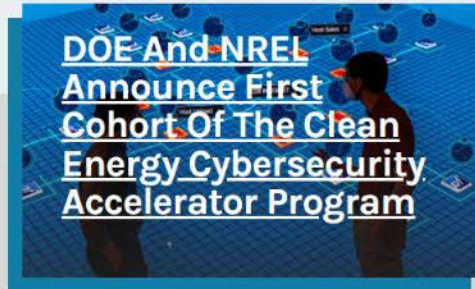 DOE And NREL
Announce First
Cohort Of The Clean
Energy Cybersecurity
Accelerator Program